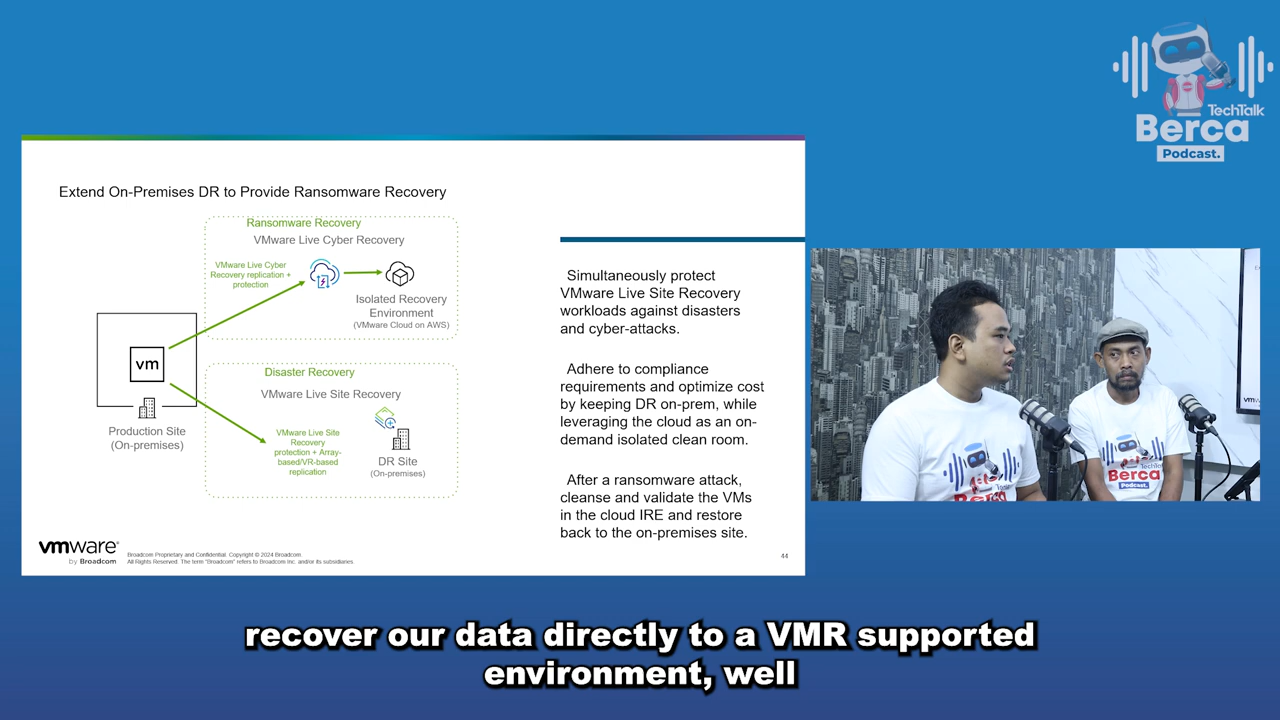 TechTalk
Berca
Podcast.
Extend On-Premises DR to Provide Ransomware Recovery
Ransomware Recovery
VMware Live Cyber Recovery
VMware Live Cyber
Recovery replication +
protection
Isolated Recovery
Environment
(VMware Cloud on AWS)
vm
Production Site
(On-premises)
Disaster Recovery
VMware Live Site Recovery
VMware Live Site
Recovery
protection + Array-
based/VR-based
replication
DR Site
(On-premises)
Simultaneously protect
VMware Live Site Recovery
workloads against disasters
and cyber-attacks.
Adhere to compliance
requirements and optimize cost
by keeping DR on-prem, while
leveraging the cloud as an on-
demand isolated clean room.
After a ransomware attack,
cleanse and validate the VMs
in the cloud IRE and restore
back to the on-premises site.
vmware®
by Broadcom
Broadcom Proprietary and Confidential. Copyright © 2024 Broadcom
All Rights Reserved. The term "Broadcom" refers to Broadcom Inc. and/or its subsidiaries
44
Berca
Podcast.
TechTalk
Berca
Podcast.
recover our data directly to a VMR supported
environment, well